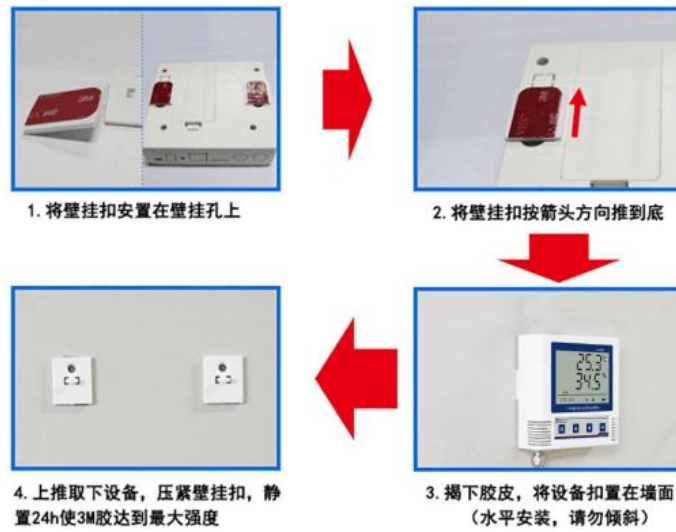 1. 将壁挂扣安置在壁挂孔上
2. 将壁挂扣按箭头方向推到底
25.3
34.5
3. 揭下胶皮，将设备扣置在墙面
（水平安装，请勿倾斜）
4. 上推取下设备，压紧壁挂扣，静
置24h使3M胶达到最大强度